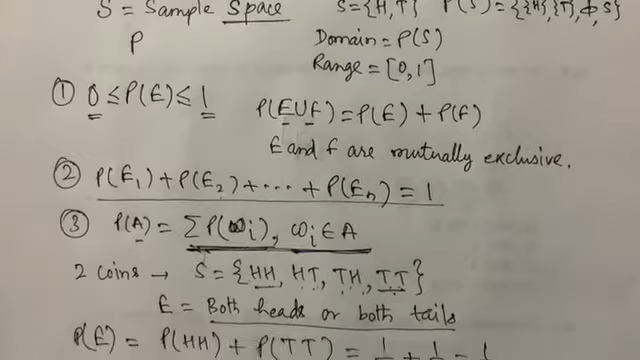 S = Sample Space S={H,T} P(S)={{H},{T},ϕ,S}
P Domain = P(S)
Range = [0,1]
① 0 ≤ P(E) ≤ 1
P(E∪F) = P(E) + P(F)
E and F are mutually exclusive.
② P(E₁) + P(E₂) + ... + P(Eₙ) = 1
③ P(A) = ΣP(ωi), ωi ∈ A
2 coins → S = {HH, HT, TH, TT}
E = Both heads or both tails
P(E) = P(HH) + P(TT) =